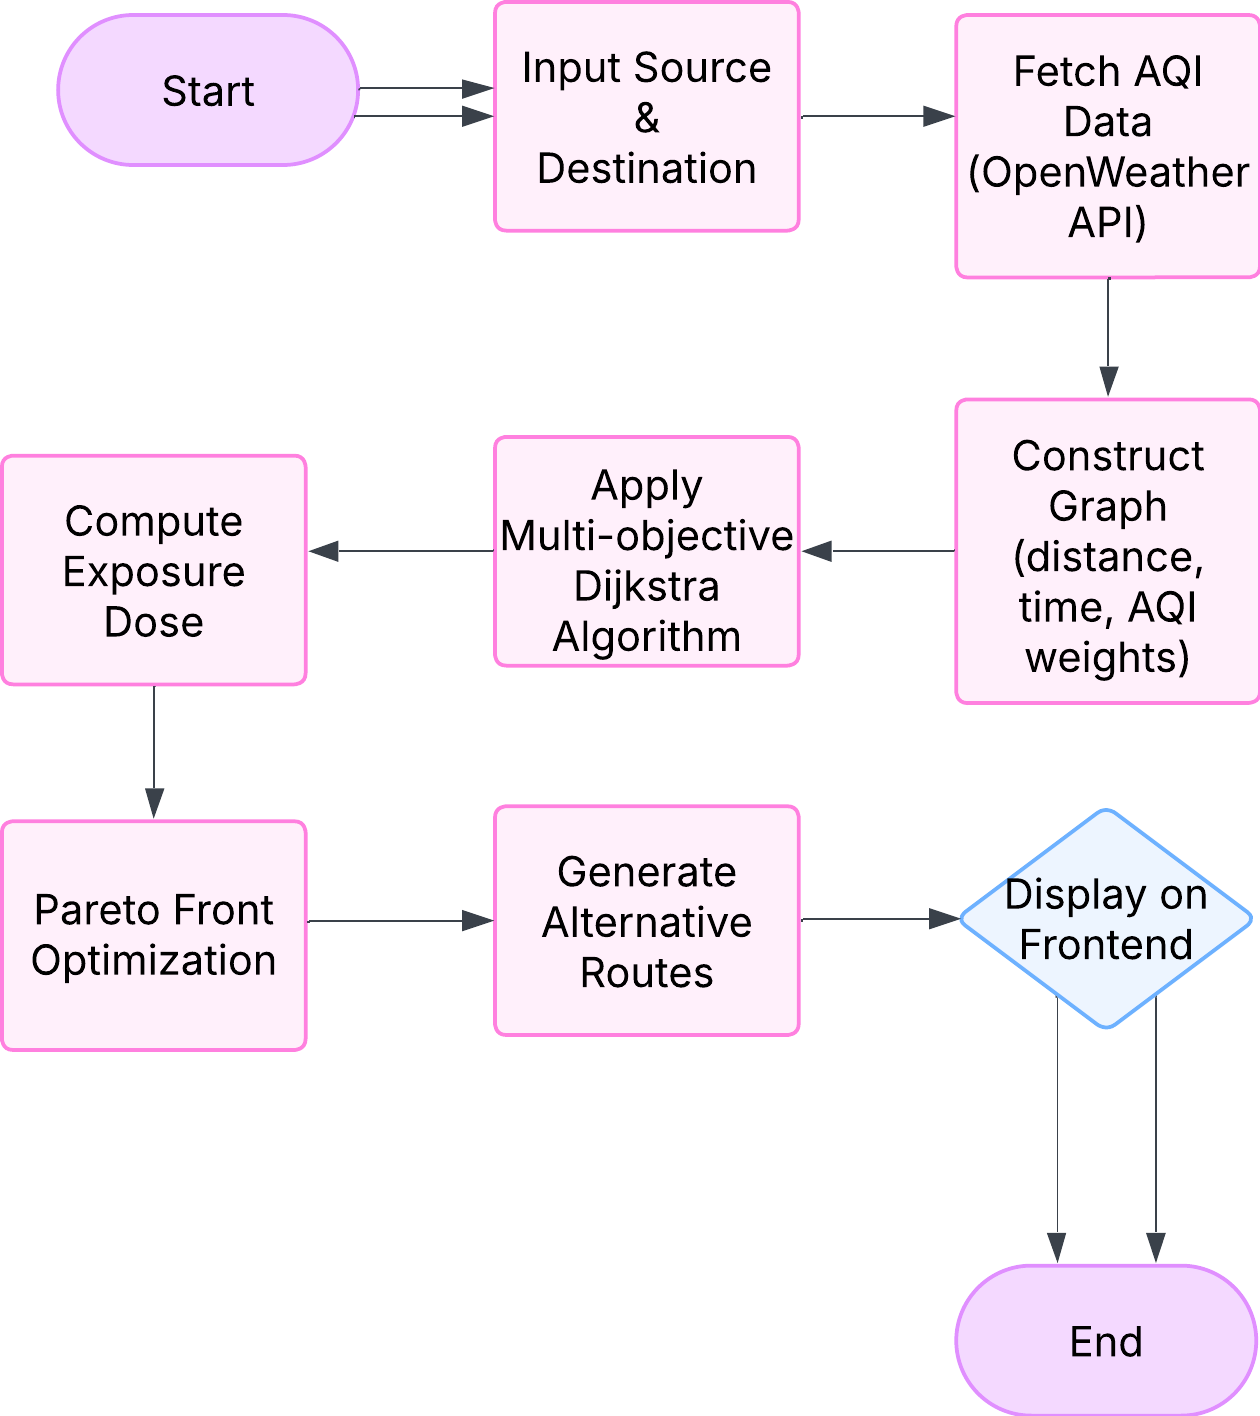 Start
Input Source
&
Destination
Fetch AQI
Data
(OpenWeather
API)
Construct
Graph
(distance,
time, AQI
weights)
Apply
Multi-objective
Dijkstra
Algorithm
Compute
Exposure
Dose
Pareto Front
Optimization
Generate
Alternative
Routes
Display on
Frontend
End